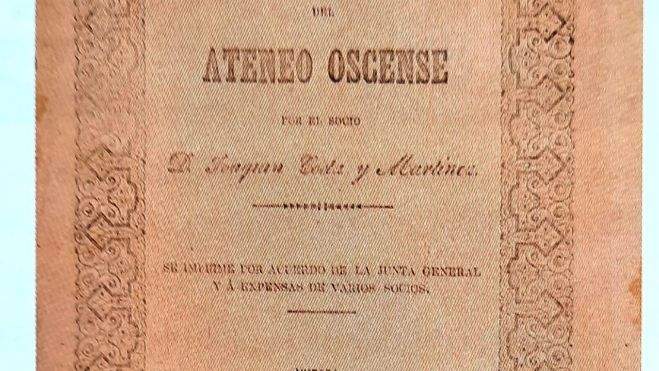 DEL
ATENEO OSCENSE
POR EL SOCIO
D. Joaquin Costa y Martinez.
SE IMPRIME POR ACUERDO DE LA JUNTA GENERAL
Y Á EXPENSAS DE VARIOS SOCIOS.